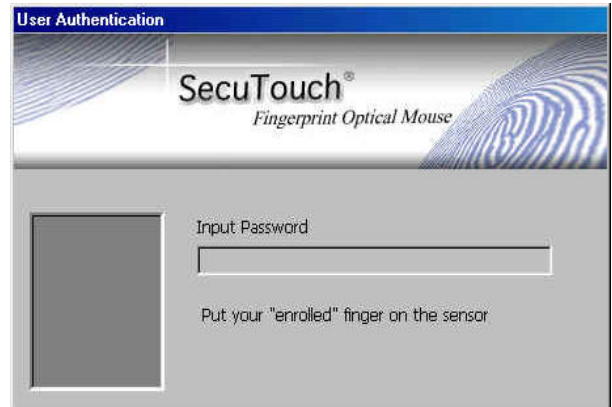 User Authentication
SecuTouch®
Fingerprint Optical Mouse
Input Password
Put your "enrolled" finger on the sensor